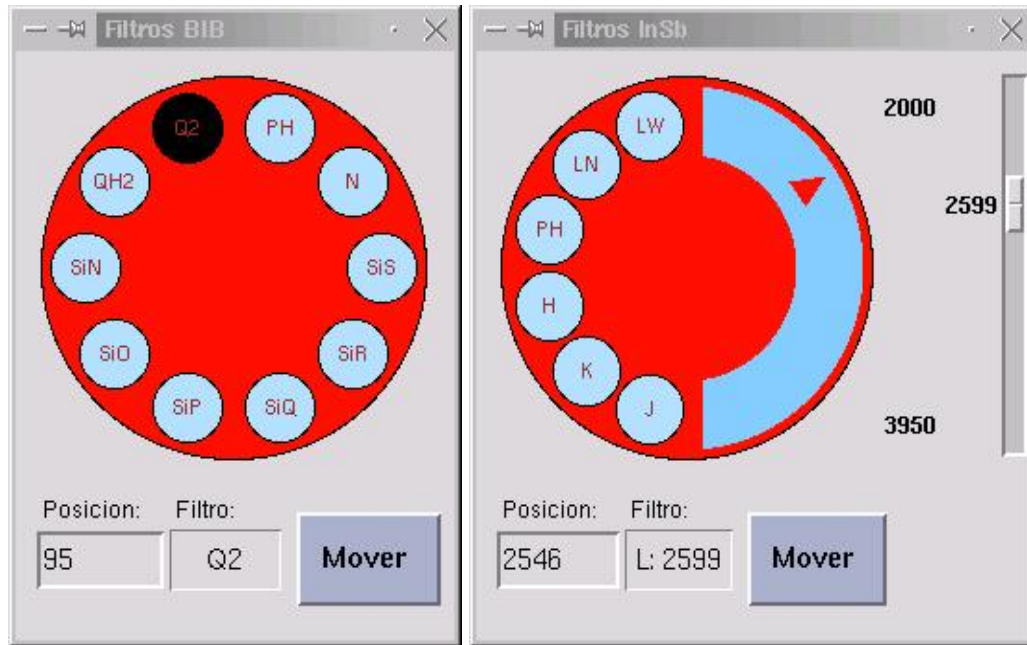 Filtros BIB
Q2
PH
QH2
N
SiN
SiS
SiO
SiR
SiP
SiQ
Posicion:
Filtro:
95
Q2
Mover
Filtros InSb
LW
LN
PH
H
K
J
2000
2599
3950
Posicion:
Filtro:
2546
L: 2599
Mover